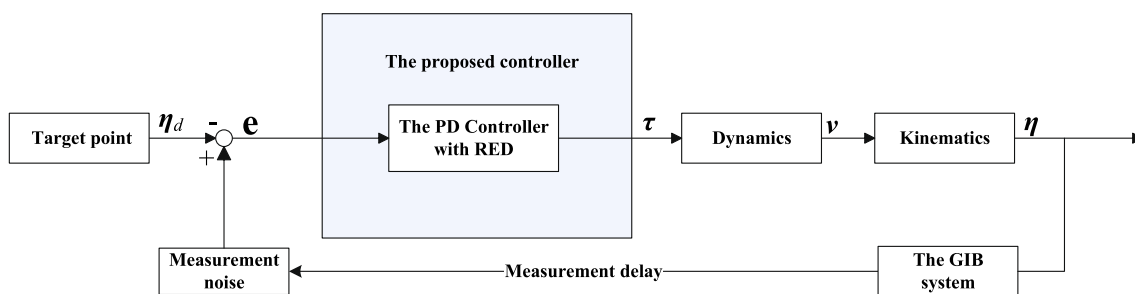 The proposed controller
Target point
η_d
-
+
e
The PD Controller
with RED
τ
Dynamics
ν
Kinematics
η
Measurement
noise
Measurement delay
The GIB
system